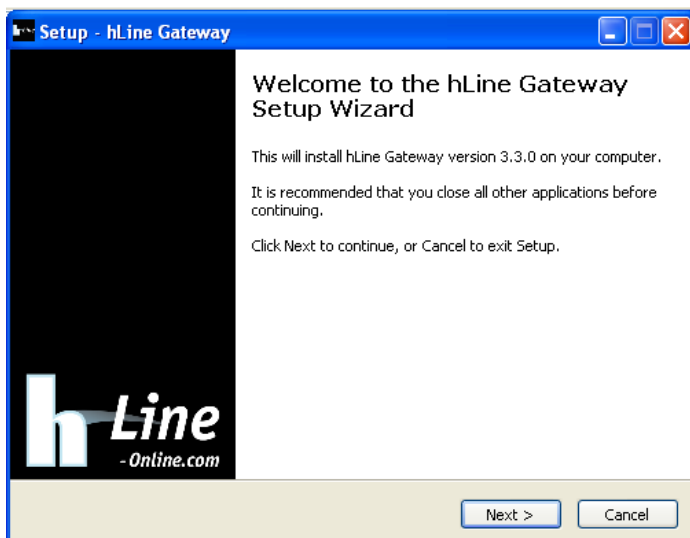 Setup - hLine Gateway
Welcome to the hLine Gateway
Setup Wizard
This will install hLine Gateway version 3.3.0 on your computer.
It is recommended that you close all other applications before
continuing.
Click Next to continue, or Cancel to exit Setup.
h Line
-Online.com
Next >
Cancel